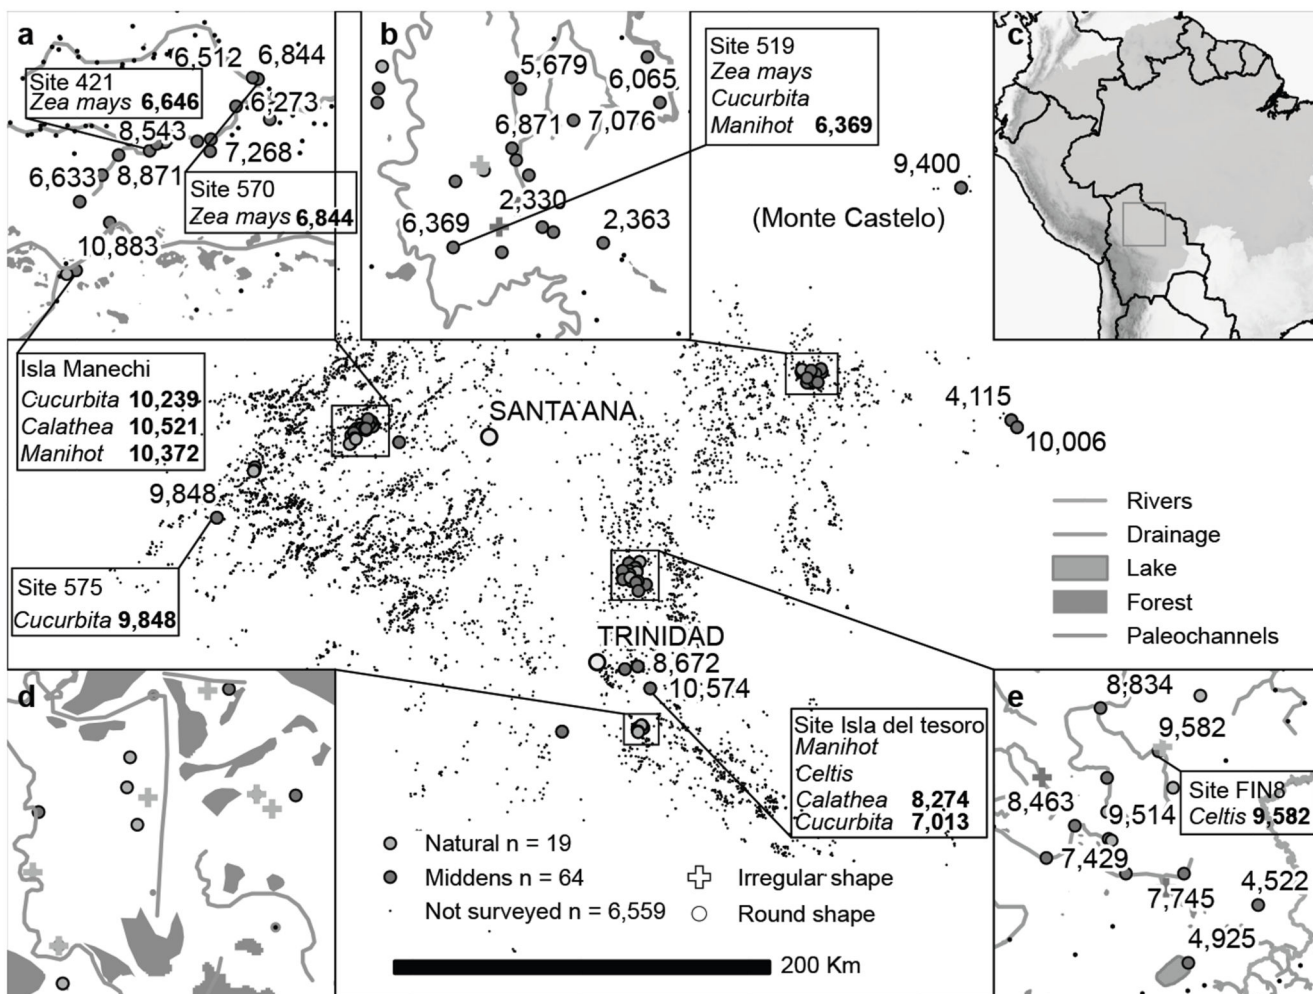 a
6,512
6,844
Site 421
Zea mays 6,646
6,273
8,543
7,268
6,633
8,871
Site 570
Zea mays 6,844
10,883
b
5,679
6,065
6,871
7,076
2,330
6,369
2,363
Site 519
Zea mays
Cucurbita
Manihot 6,369
9,400
(Monte Castelo)
c
Isla Manechi
Cucurbita 10,239
Calathea 10,521
Manihot 10,372
SANTA ANA
4,115
10,006
9,848
Site 575
Cucurbita 9,848
Rivers
Drainage
Lake
Forest
Paleochannels
TRINIDAD
8,672
10,574
Site Isla del tesoro
Manihot
Celtis
Calathea 8,274
Cucurbita 7,013
d
Natural n = 19
Middens n = 64
Not surveyed n = 6,559
Irregular shape
Round shape
200 Km
e
8,834
9,582
Site FIN8
Celtis 9,582
8,463
9,514
7,429
7,745
4,522
4,925